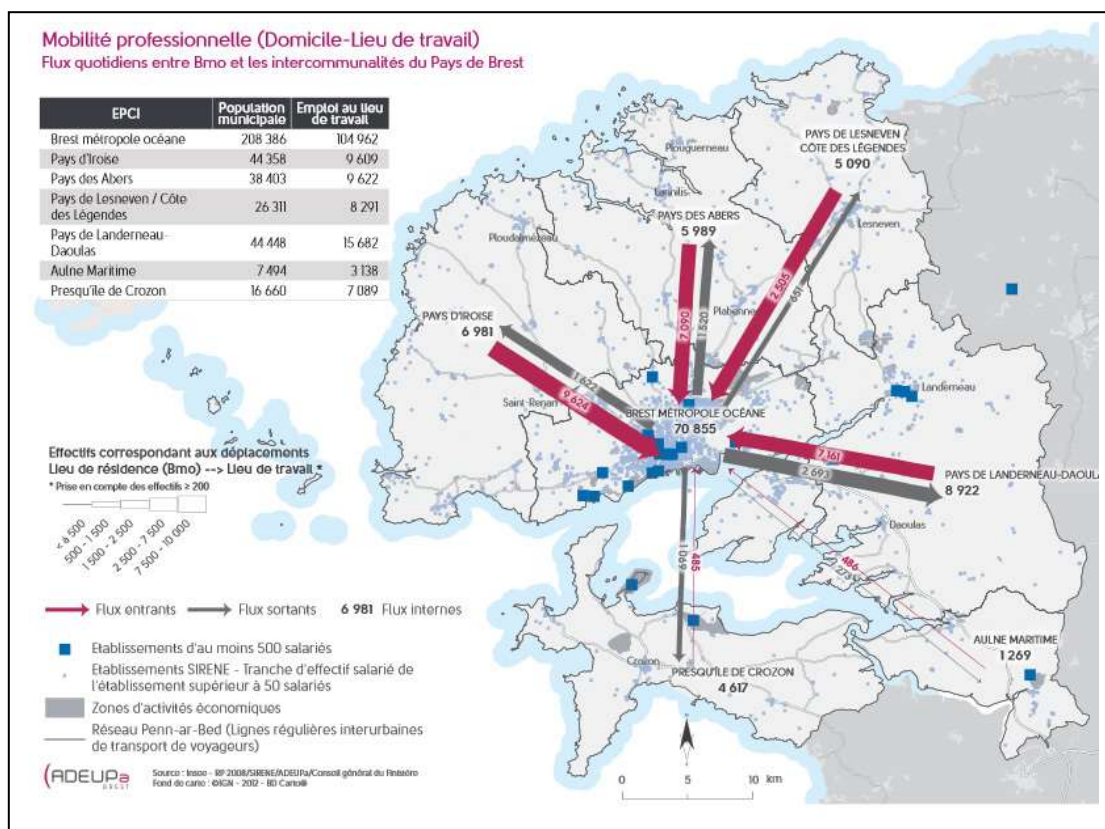 Mobilité professionnelle (Domicile-Lieu de travail)
Flux quotidiens entre Bmo et les intercommunalités du Pays de Brest
EPCI Population municipale Emploi au lieu de travail
Brest métropole océane 208 386 104 962
Pays d'Iroise 44 358 9 609
Pays des Abers 38 403 9 622
Pays de Lesneven / Côte des Légendes 26 311 8 291
Pays de Landerneau-Daoulas 44 448 15 682
Aulne Maritime 7 494 3 138
Presqu'île de Crozon 16 660 7 089
PAYS DE LESNEVEN
CÔTE DES LÉGENDES
5 090
Plouguerneau
Lannilis
PAYS DES ABERS
5 989
Lesneven
Ploudalmézeau
2 505
651
7 090
1 520
Plabennec
PAYS D'IROISE
6 981
1 622
9 624
Saint-Renan
Landerneau
BREST MÉTROPOLE OCÉANE
70 855
7 161
2 693
PAYS DE LANDERNEAU-DAOULA
8 922
Daoulas
1 099
485
486
273
AULNE MARITIME
1 269
Crozon
PRESQU'ÎLE DE CROZON
4 617
Effectifs correspondant aux déplacements
Lieu de résidence (Bmo) --> Lieu de travail *
* Prise en compte des effectifs ≥ 200
< à 500
500 - 1 500
1 500 - 2 500
2 500 - 7 500
7 500 - 10 000
Flux entrants Flux sortants 6 981 Flux internes
Etablissements d'au moins 500 salariés
Etablissements SIRENE - Tranche d'effectif salarié de
l'établissement supérieur à 50 salariés
Zones d'activités économiques
Réseau Penn-ar-Bed (Lignes régulières interurbaines
de transport de voyageurs)
ADEUPa
BREST
Source : Insee - RP 2008/SIRENE/ADEUPa/Conseil général du Finistère
Fond de carte : ©IGN - 2012 - BD Carto®
0 5 10 km